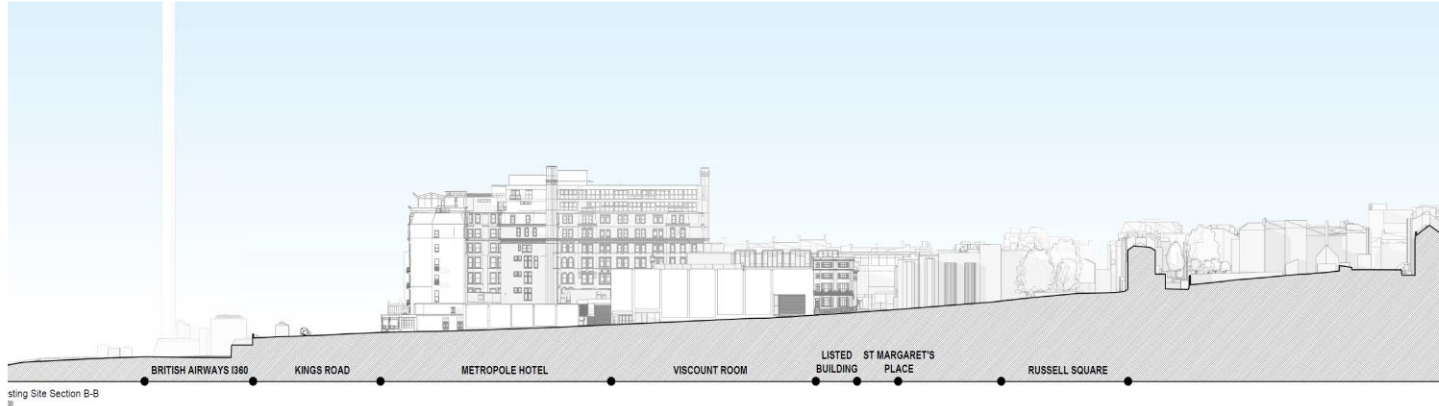 BRITISH AIRWAYS I360
KINGS ROAD
METROPOLE HOTEL
VISCOUNT ROOM
LISTED
BUILDING
ST MARGARET'S
PLACE
RUSSELL SQUARE
sting Site Section B-B